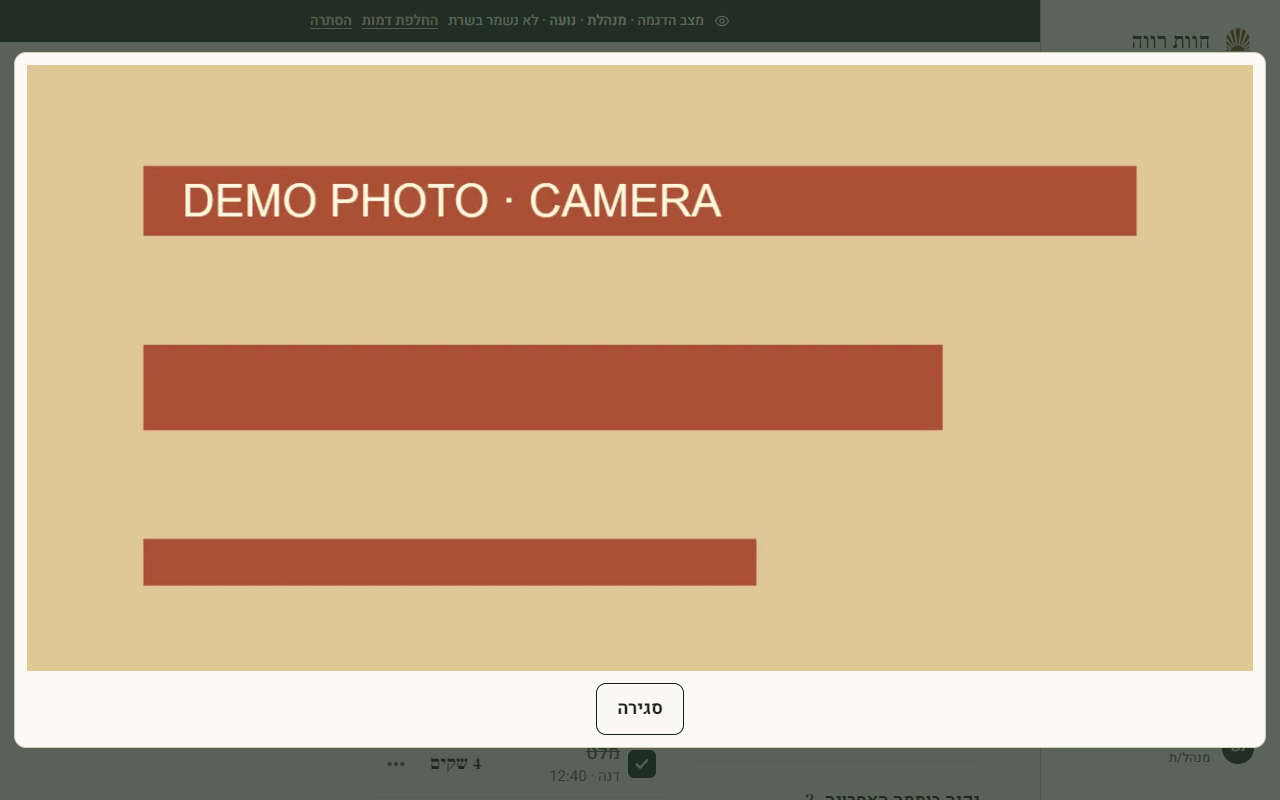 מצב הדגמה · מנהלת · נועה · לא נשמר בשרת החלפת דמות הסתרה
חוות רווה
DEMO PHOTO · CAMERA
סגירה
מלט
4 שקים
דנה · 12:40
מנהל/ת